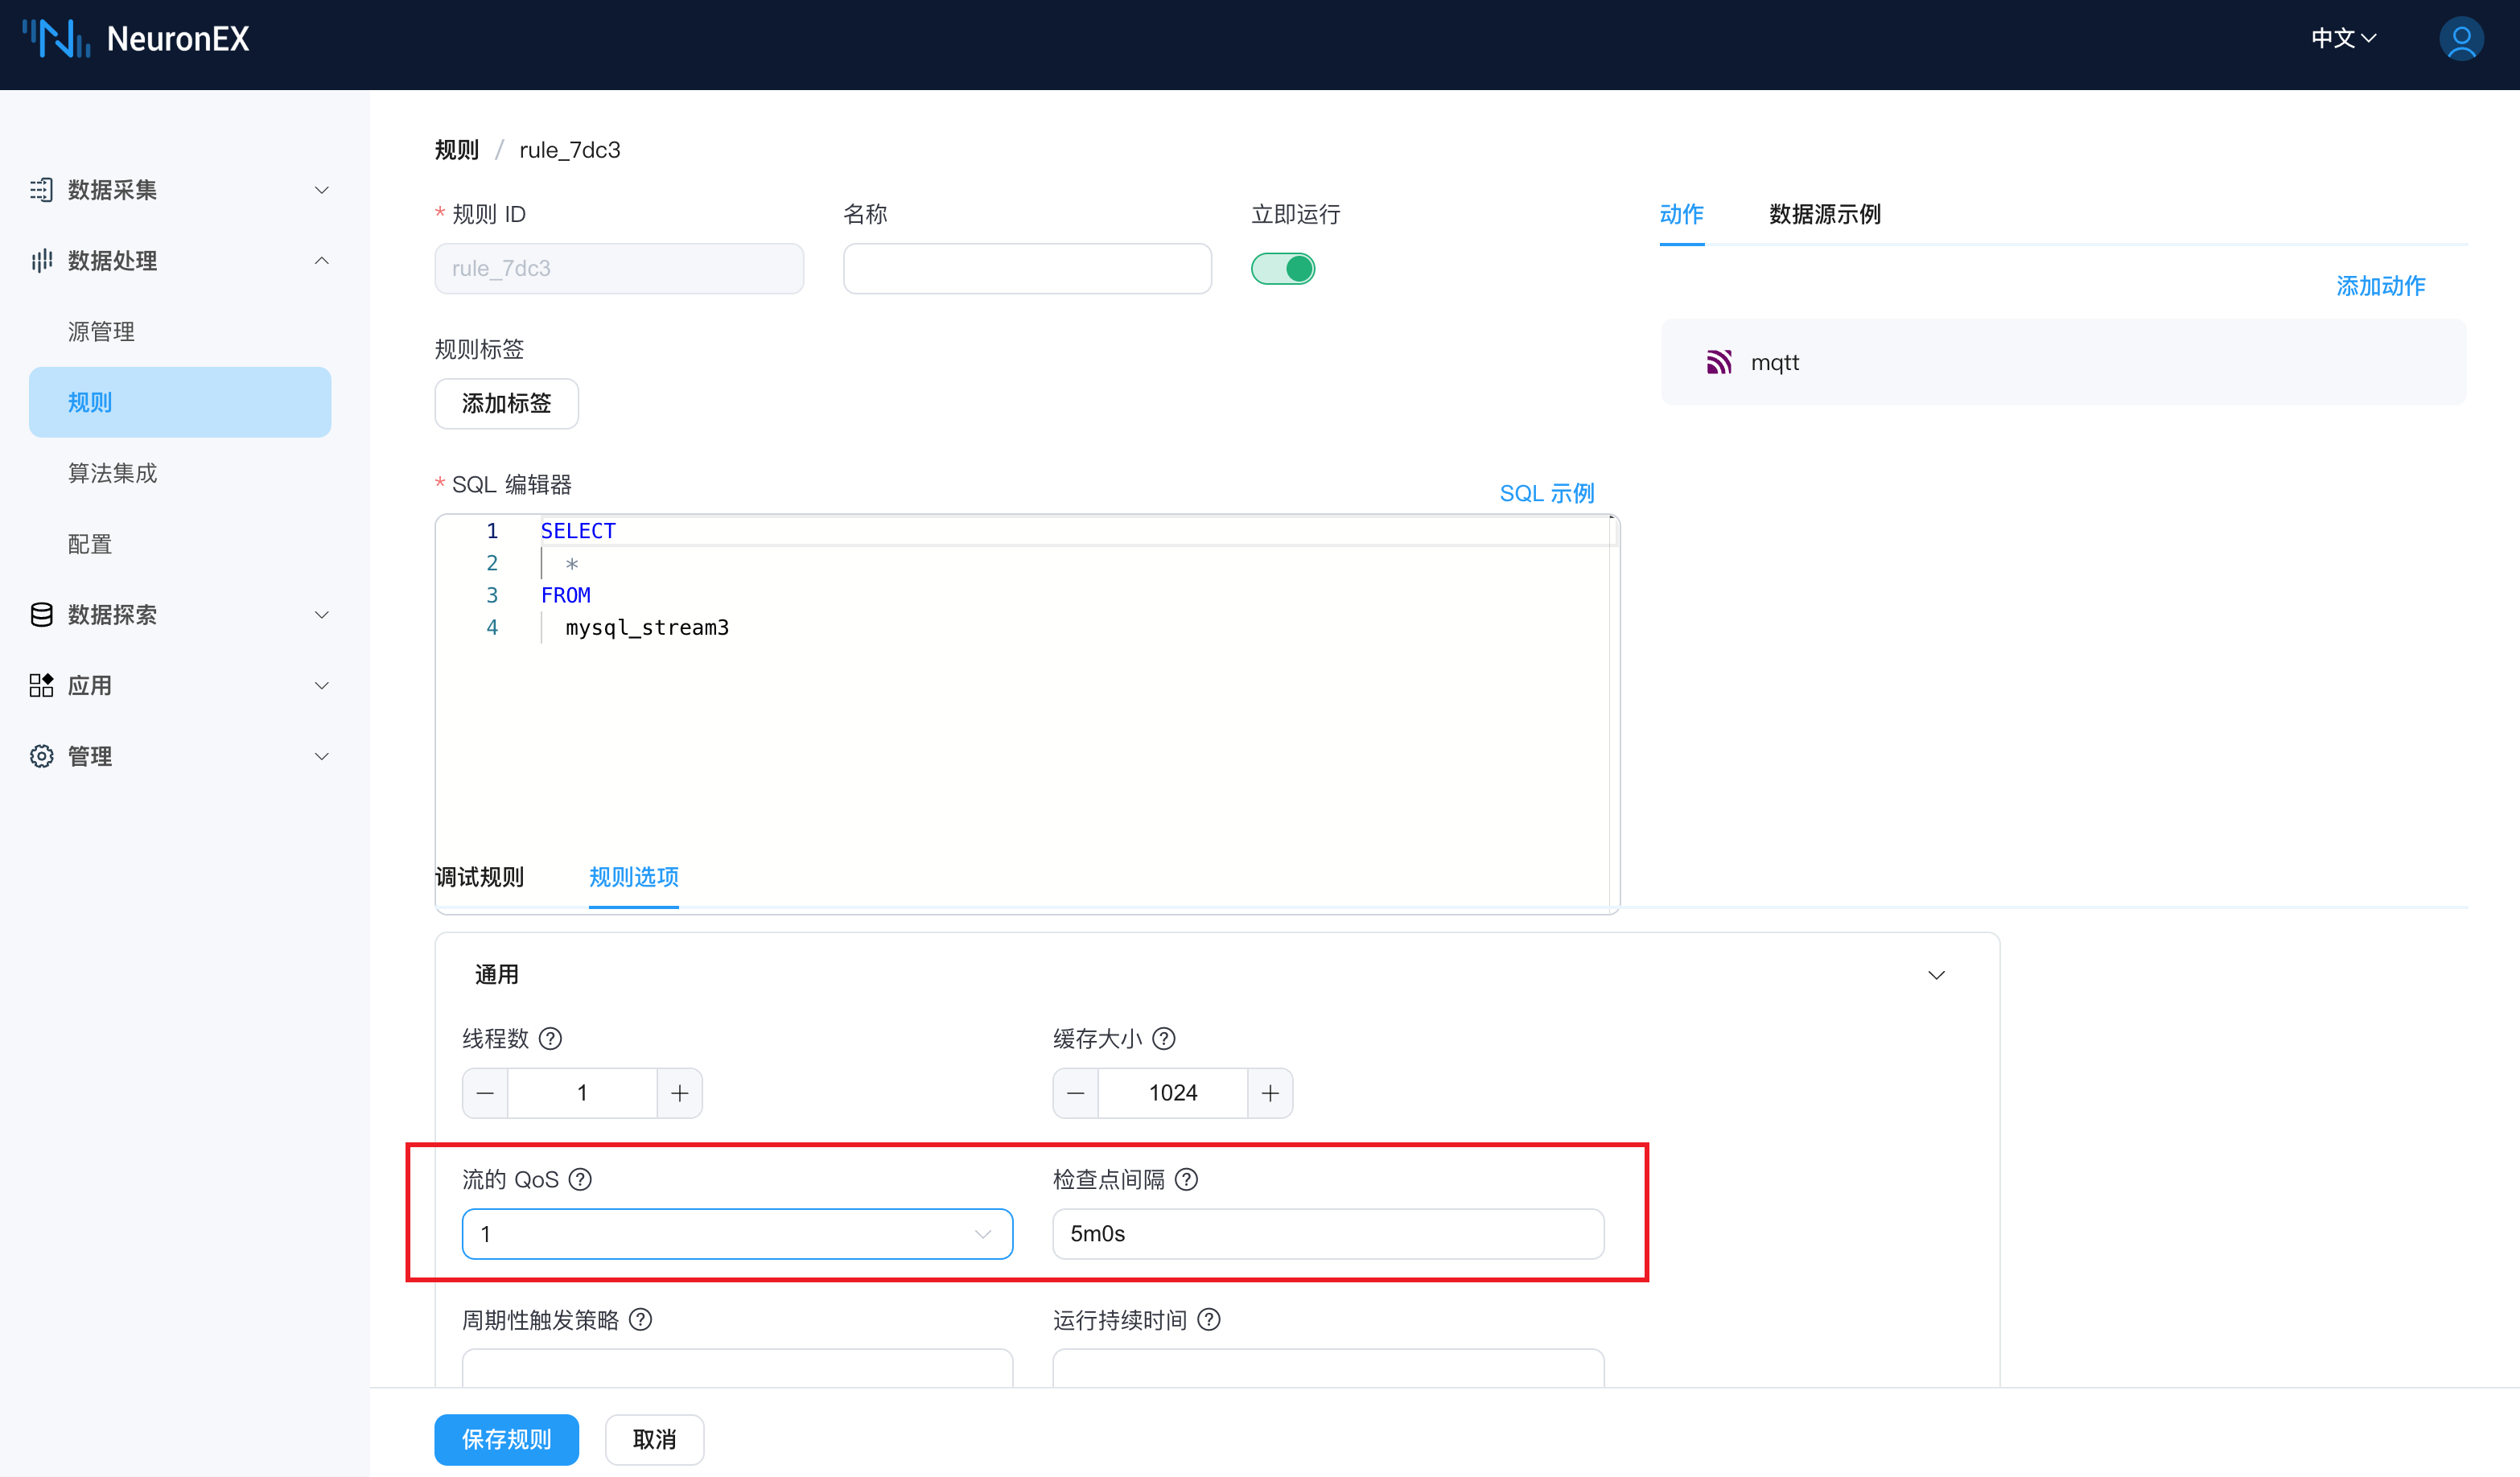 NeuronEX
中文
数据采集
数据处理
源管理
规则
算法集成
配置
数据探索
应用
管理
规则 / rule_7dc3
* 规则 ID
名称
立即运行
rule_7dc3
规则标签
添加标签
* SQL 编辑器
SQL 示例
1 SELECT
2 *
3 FROM
4 mysql_stream3
动作
数据源示例
添加动作
mqtt
调试规则
规则选项
通用
线程数 ?
缓存大小 ?
— 1 +
— 1024 +
流的 QoS ?
检查点间隔 ?
1
5m0s
周期性触发策略 ?
运行持续时间 ?
保存规则
取消